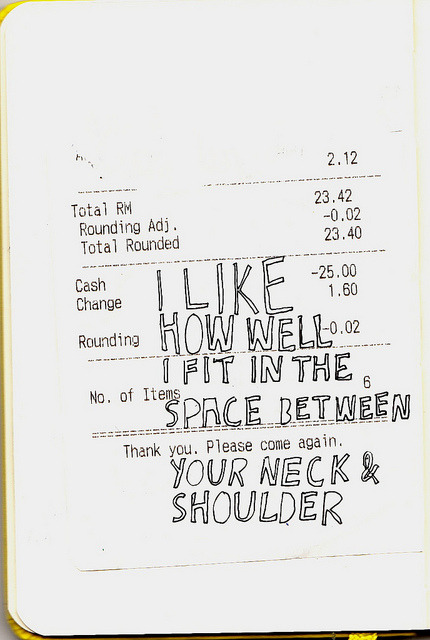 2.12
Total RM 23.42
Rounding Adj. -0.02
Total Rounded 23.40
Cash -25.00
Change 1.60
I LIKE
Rounding -0.02
HOW WELL
I FIT IN THE
No. of Items 6
SPACE BETWEEN
Thank you. Please come again.
YOUR NECK &
SHOULDER